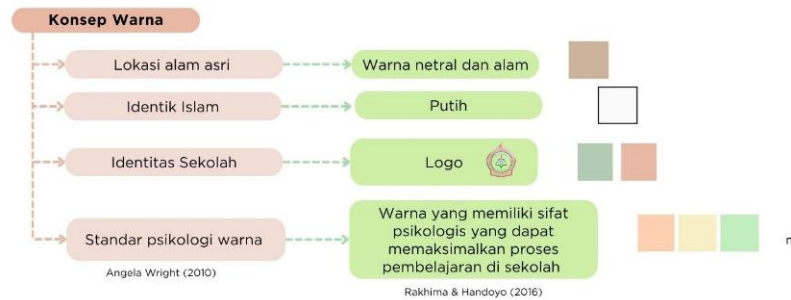 Konsep Warna
Lokasi alam asri
Warna netral dan alam
Identik Islam
Putih
Identitas Sekolah
Logo
Standar psikologi warna
Warna yang memiliki sifat
psikologis yang dapat
memaksimalkan proses
pembelajaran di sekolah
Angela Wright (2010)
Rakhima & Handoyo (2016)